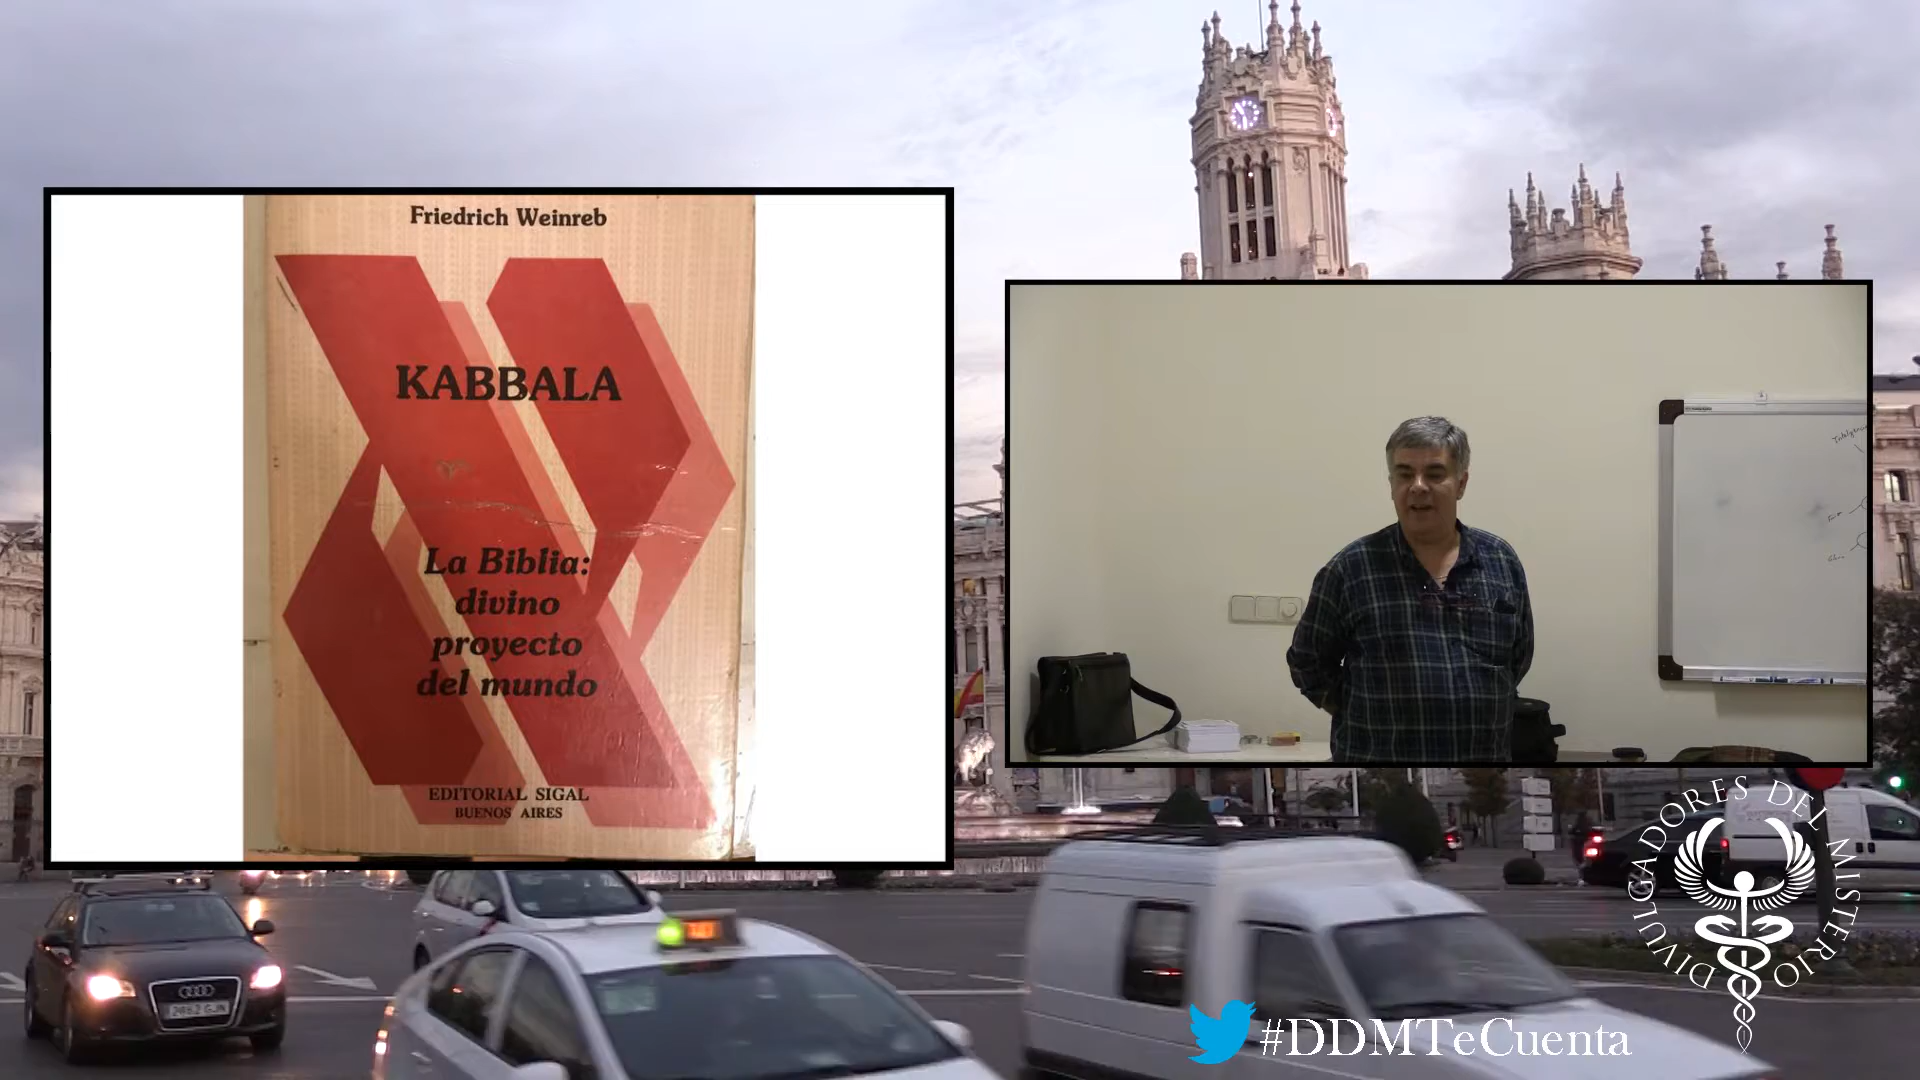 Friedrich Weinreb
KABBALA
La Biblia:
divino
proyecto
del mundo
EDITORIAL SIGAL
BUENOS AIRES
DIVULGADORES DEL MISTERIO
#DDMTeCuenta